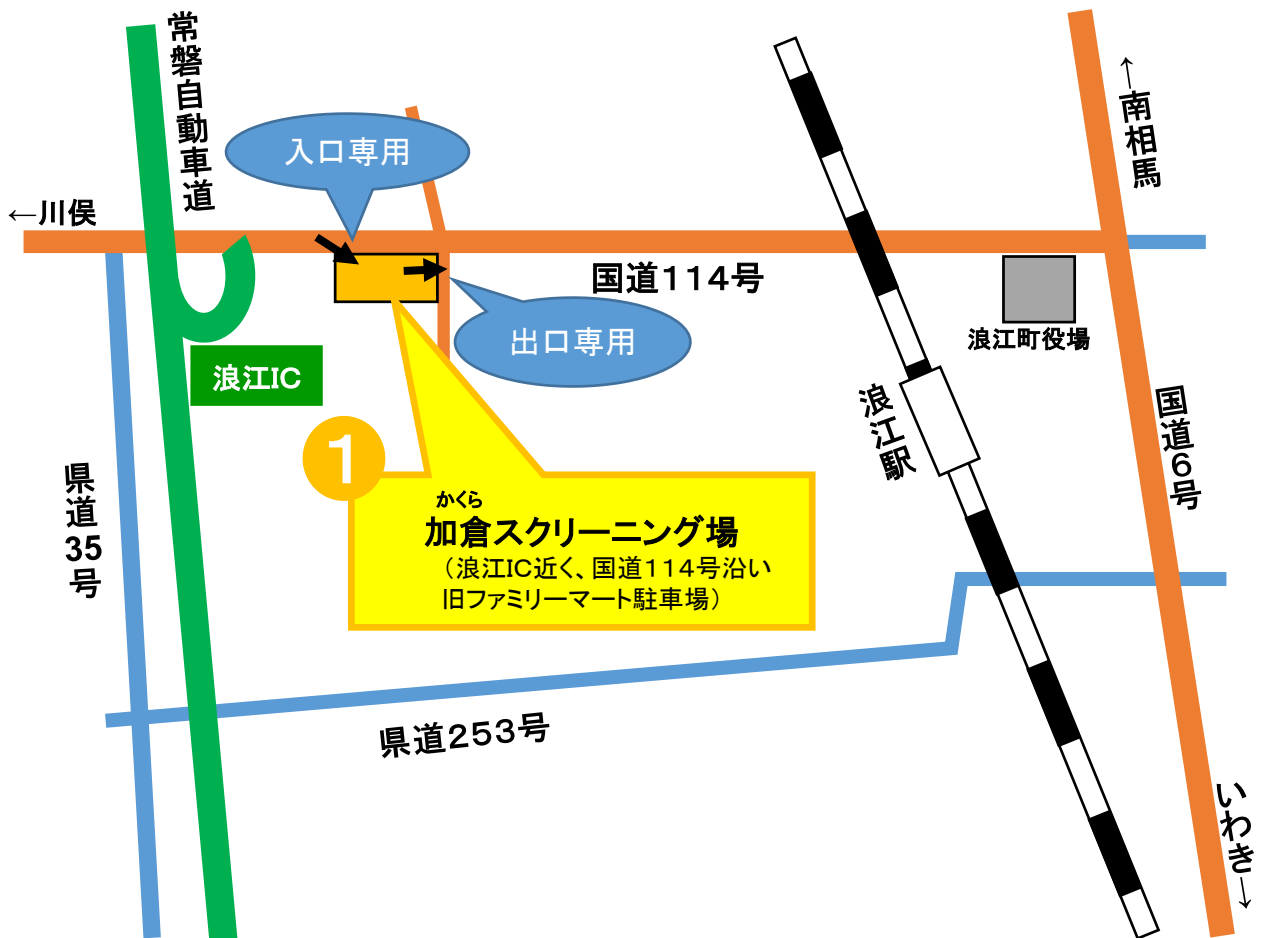 常磐自動車道
入口専用
←南相馬
←川俣
国道114号
出口専用
浪江町役場
浪江IC
浪江駅
国道6号
1
県道35号
かくら
加倉スクリーニング場
（浪江IC近く、国道114号沿い
旧ファミリーマート駐車場）
県道253号
いわき→